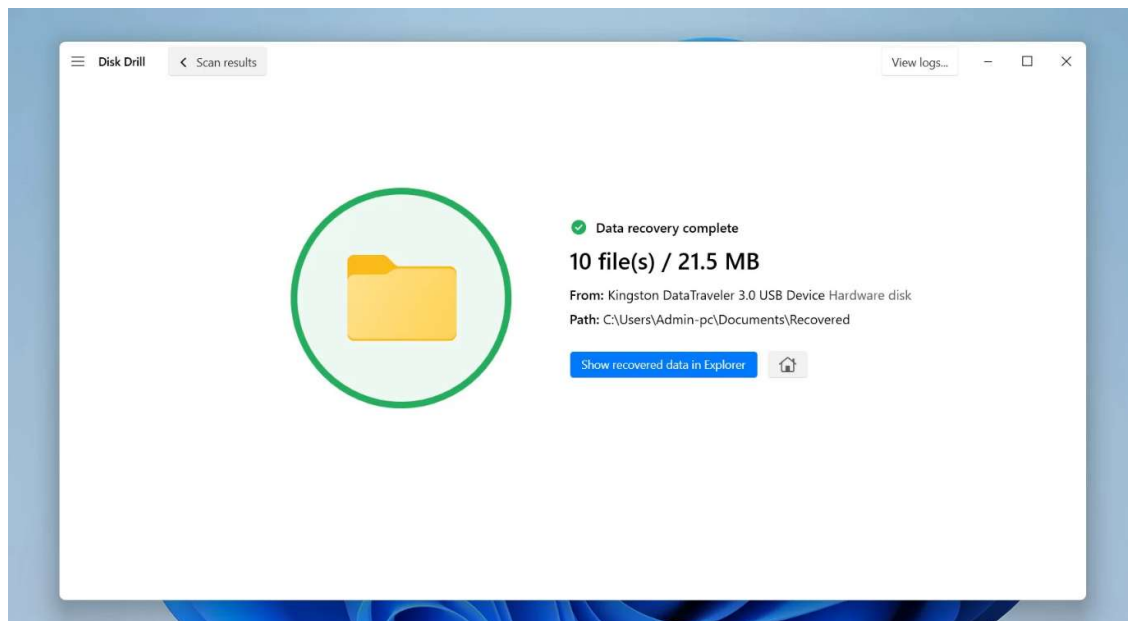 Disk Drill
Scan results
View logs...
Data recovery complete
10 file(s) / 21.5 MB
From: Kingston DataTraveler 3.0 USB Device Hardware disk
Path: C:\Users\Admin-pc\Documents\Recovered
Show recovered data in Explorer